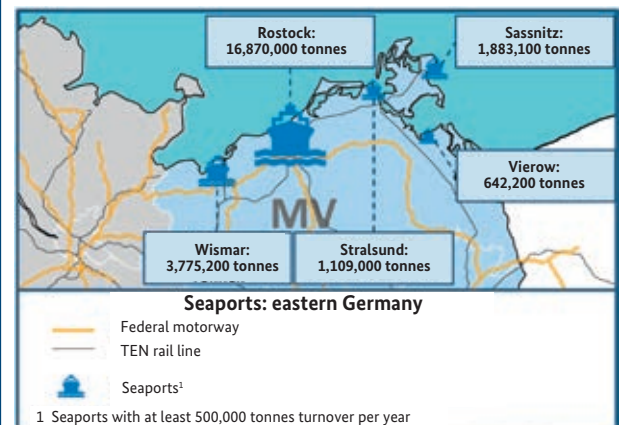 Rostock:
16,870,000 tonnes
Sassnitz:
1,883,100 tonnes
Vierow:
642,200 tonnes
MV
Wismar:
3,775,200 tonnes
Stralsund:
1,109,000 tonnes
Seaports: eastern Germany
Federal motorway
TEN rail line
Seaports¹
1 Seaports with at least 500,000 tonnes turnover per year